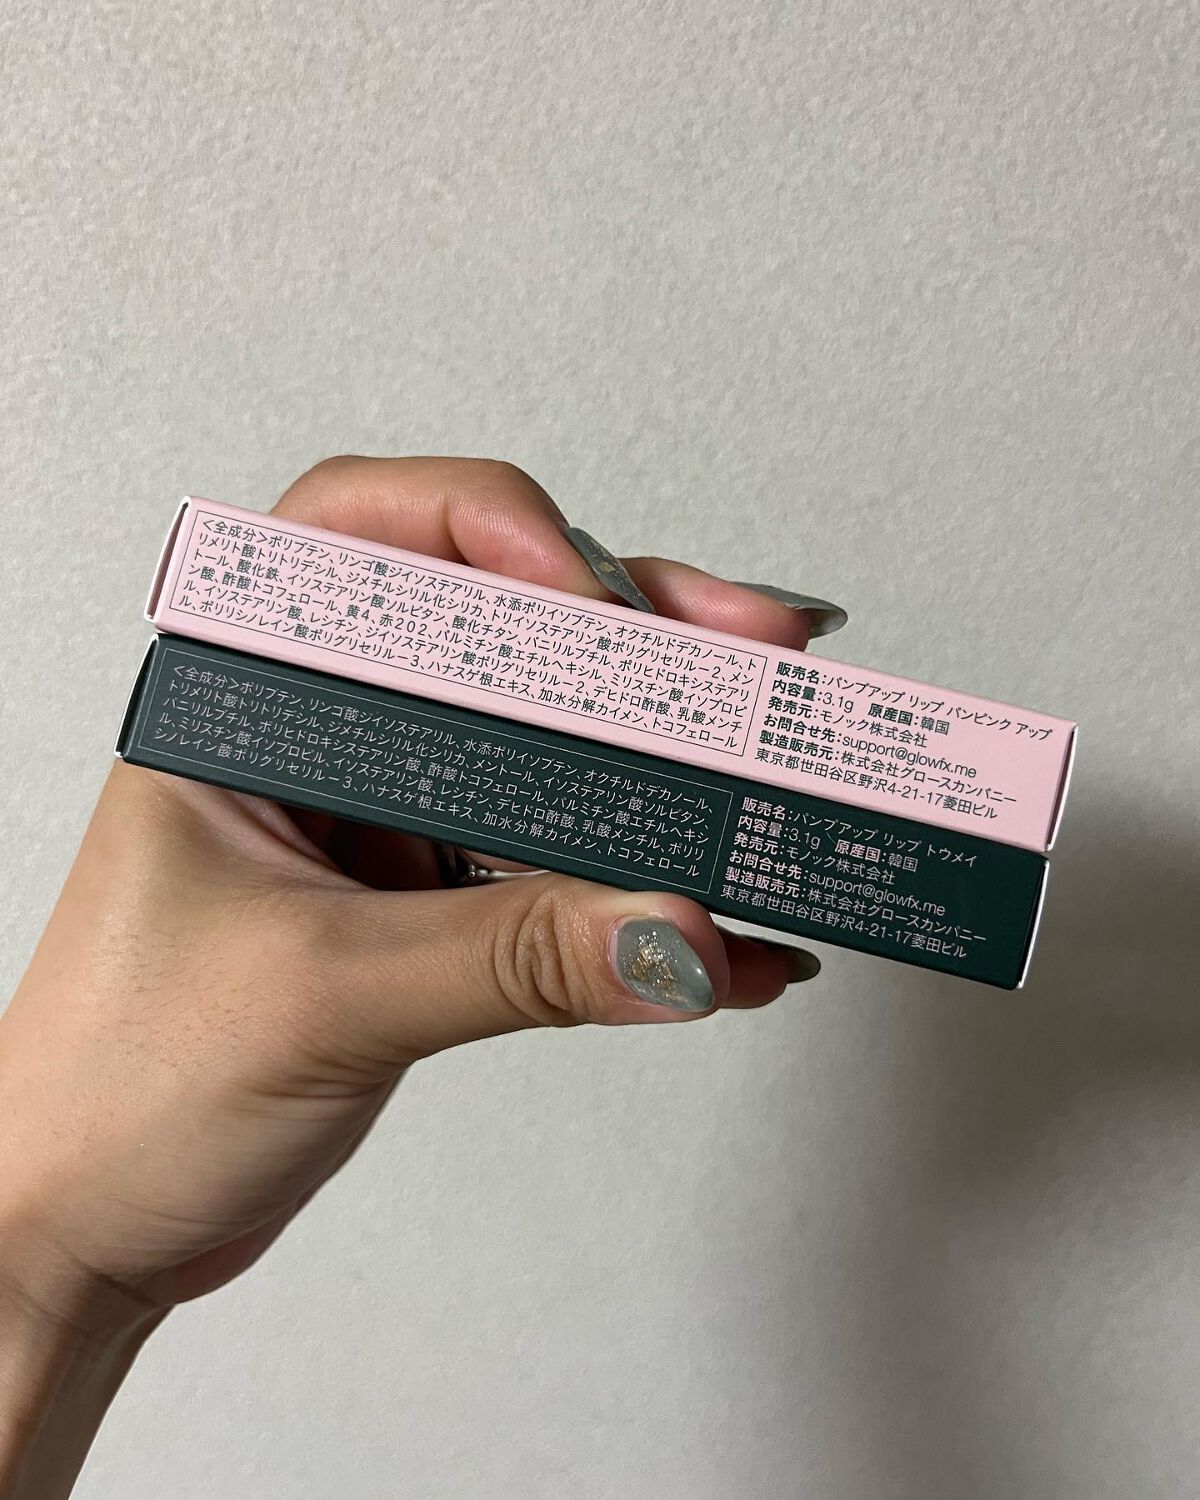 <全成分>ポリブテン、リンゴ酸ジイソステアリル、水添ポリイソブテン、オクチルドデカノール、ト
リメリト酸トリトリデシル、ジメチルシリル化シリカ、トリイソステアリン酸ポリグリセリル－2、メン
トール、酸化鉄、イソステアリン酸ソルビタン、酸化チタン、バニリルブチル、ポリヒドロキシステアリ
ン酸、酢酸トコフェロール、黄4、赤202、パルミチン酸エチルヘキシル、ミリスチン酸イソプロピ
ル、イソステアリン酸、レシチン、ジイソステアリン酸ポリグリセリル－2、デヒドロ酢酸、乳酸メンチ
ル、ポリリシノレイン酸ポリグリセリル－3、ハナスゲ根エキス、加水分解カイメン、トコフェロール
販売名:パンプアップ リップ パンピンク アップ
内容量:3.1g 原産国:韓国
発売元:モノック株式会社
お問合せ先:support@glowfx.me
製造販売元:株式会社グロースカンパニー
東京都世田谷区野沢4-21-17菱田ビル
<全成分>ポリブテン、リンゴ酸ジイソステアリル、水添ポリイソブテン、オクチルドデカノール、
トリメリト酸トリトリデシル、ジメチルシリル化シリカ、メントール、イソステアリン酸ソルビタン、
バニリルブチル、ポリヒドロキシステアリン酸、酢酸トコフェロール、パルミチン酸エチルヘキシ
ル、ミリスチン酸イソプロピル、イソステアリン酸、レシチン、デヒドロ酢酸、乳酸メンチル、ポリリ
シノレイン酸ポリグリセリル－3、ハナスゲ根エキス、加水分解カイメン、トコフェロール
販売名:パンプアップ リップ トウメイ
内容量:3.1g 原産国:韓国
発売元:モノック株式会社
お問合せ先:support@glowfx.me
製造販売元:株式会社グロースカンパニー
東京都世田谷区野沢4-21-17菱田ビル